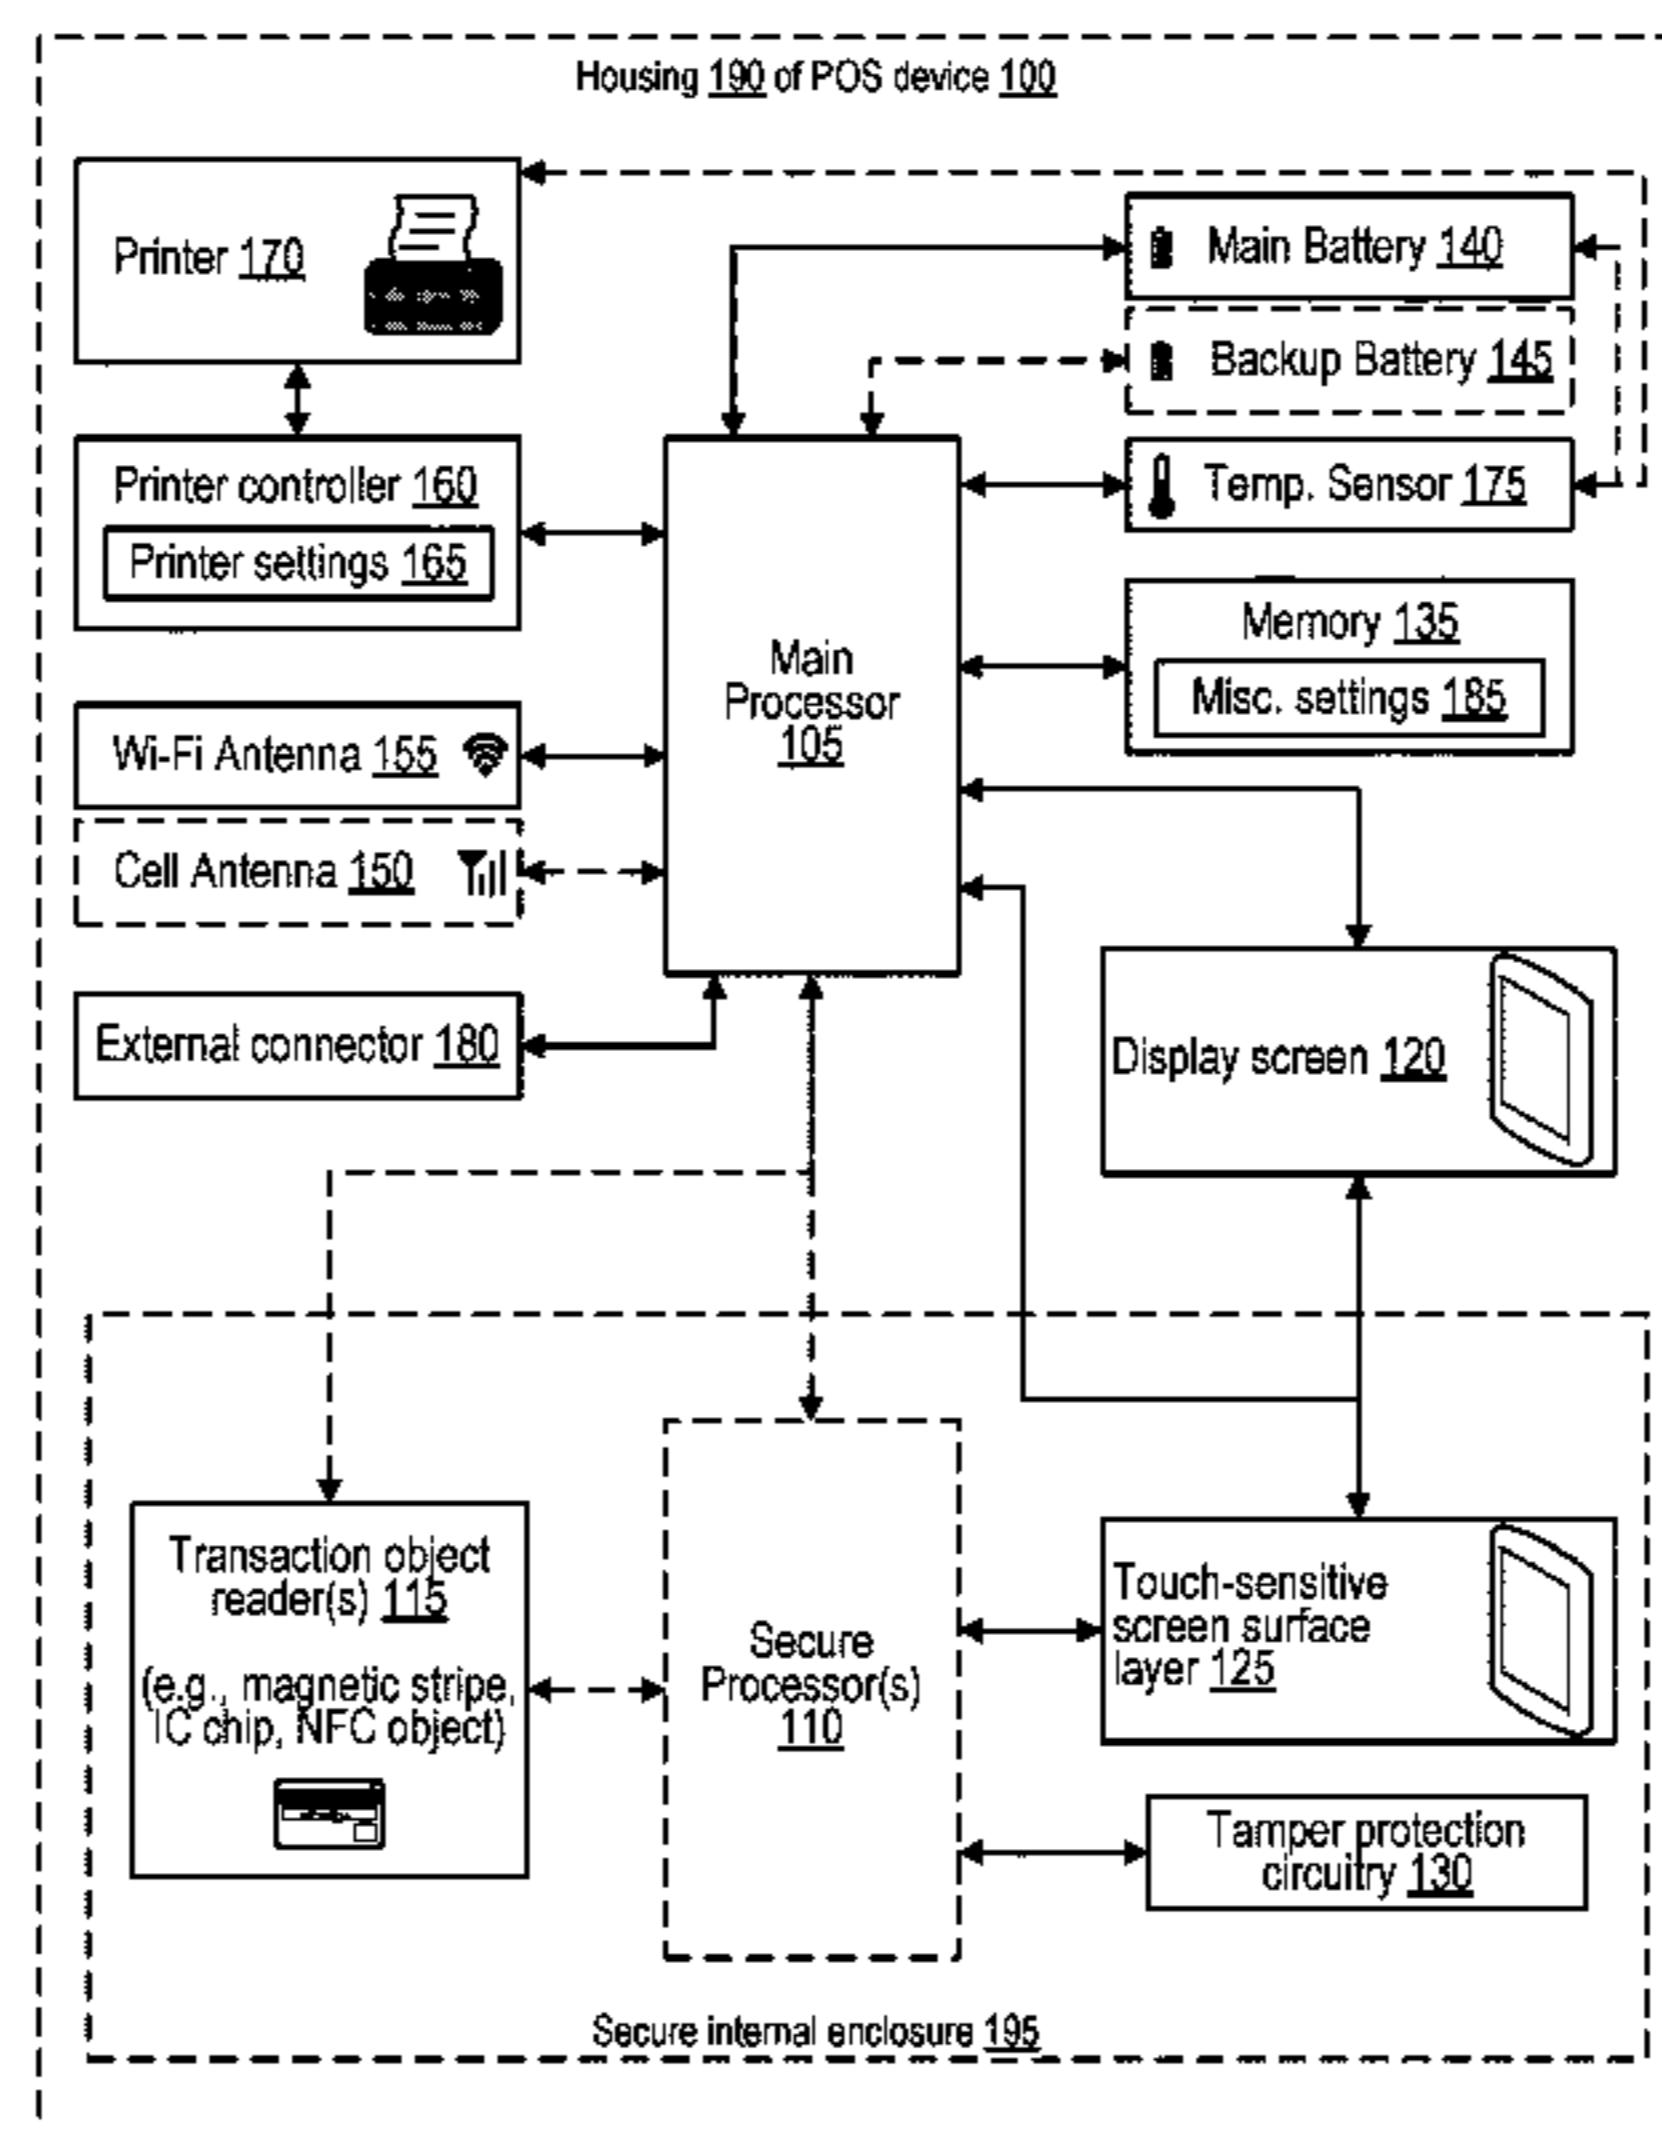 Housing 190 of POS device 100
Printer 170
Main Battery 140
Backup Battery 145
Printer controller 160
Printer settings 165
Temp. Sensor 175
Memory 135
Misc. settings 185
Main
Processor
105
Wi-Fi Antenna 155
Cell Antenna 150
External connector 180
Display screen 120
Transaction object
reader(s) 115
(e.g., magnetic stripe,
IC chip, NFC object)
Secure
Processor(s)
110
Touch-sensitive
screen surface
layer 125
Tamper protection
circuitry 130
Secure internal enclosure 195